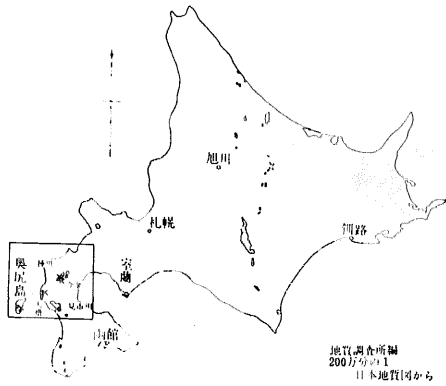 旭川
札幌
釧路
室蘭
奥尻島
函館
地質調査所編
200万分の1
日本地質図から